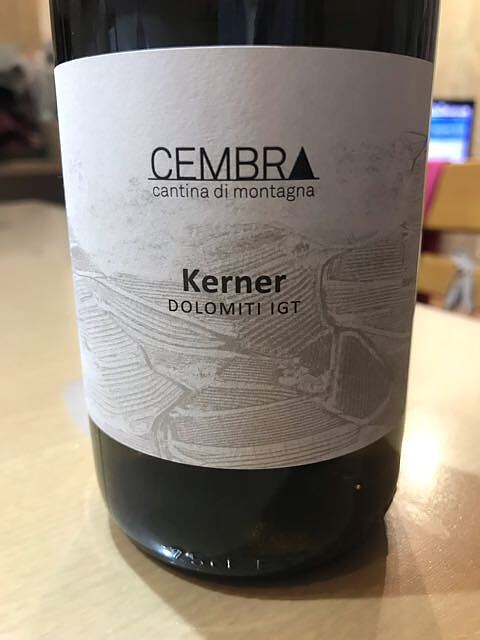 CEMBRA
cantina di montagna
Kerner
DOLOMITI IGT